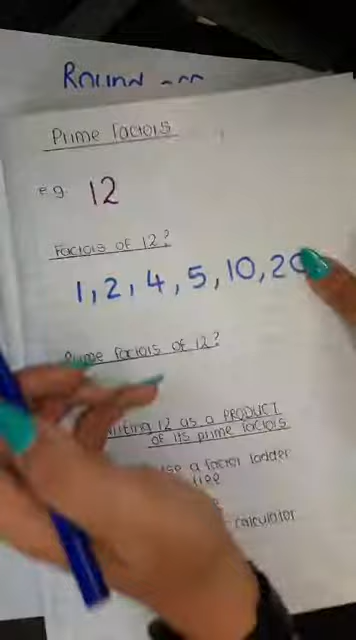 Prime factors
e.g. 12
Factors of 12?
1, 2, 4, 5, 10, 20
Prime factors of 12?
writing 12 as a PRODUCT
OF its prime factors
use a factor ladder
tree
calculator